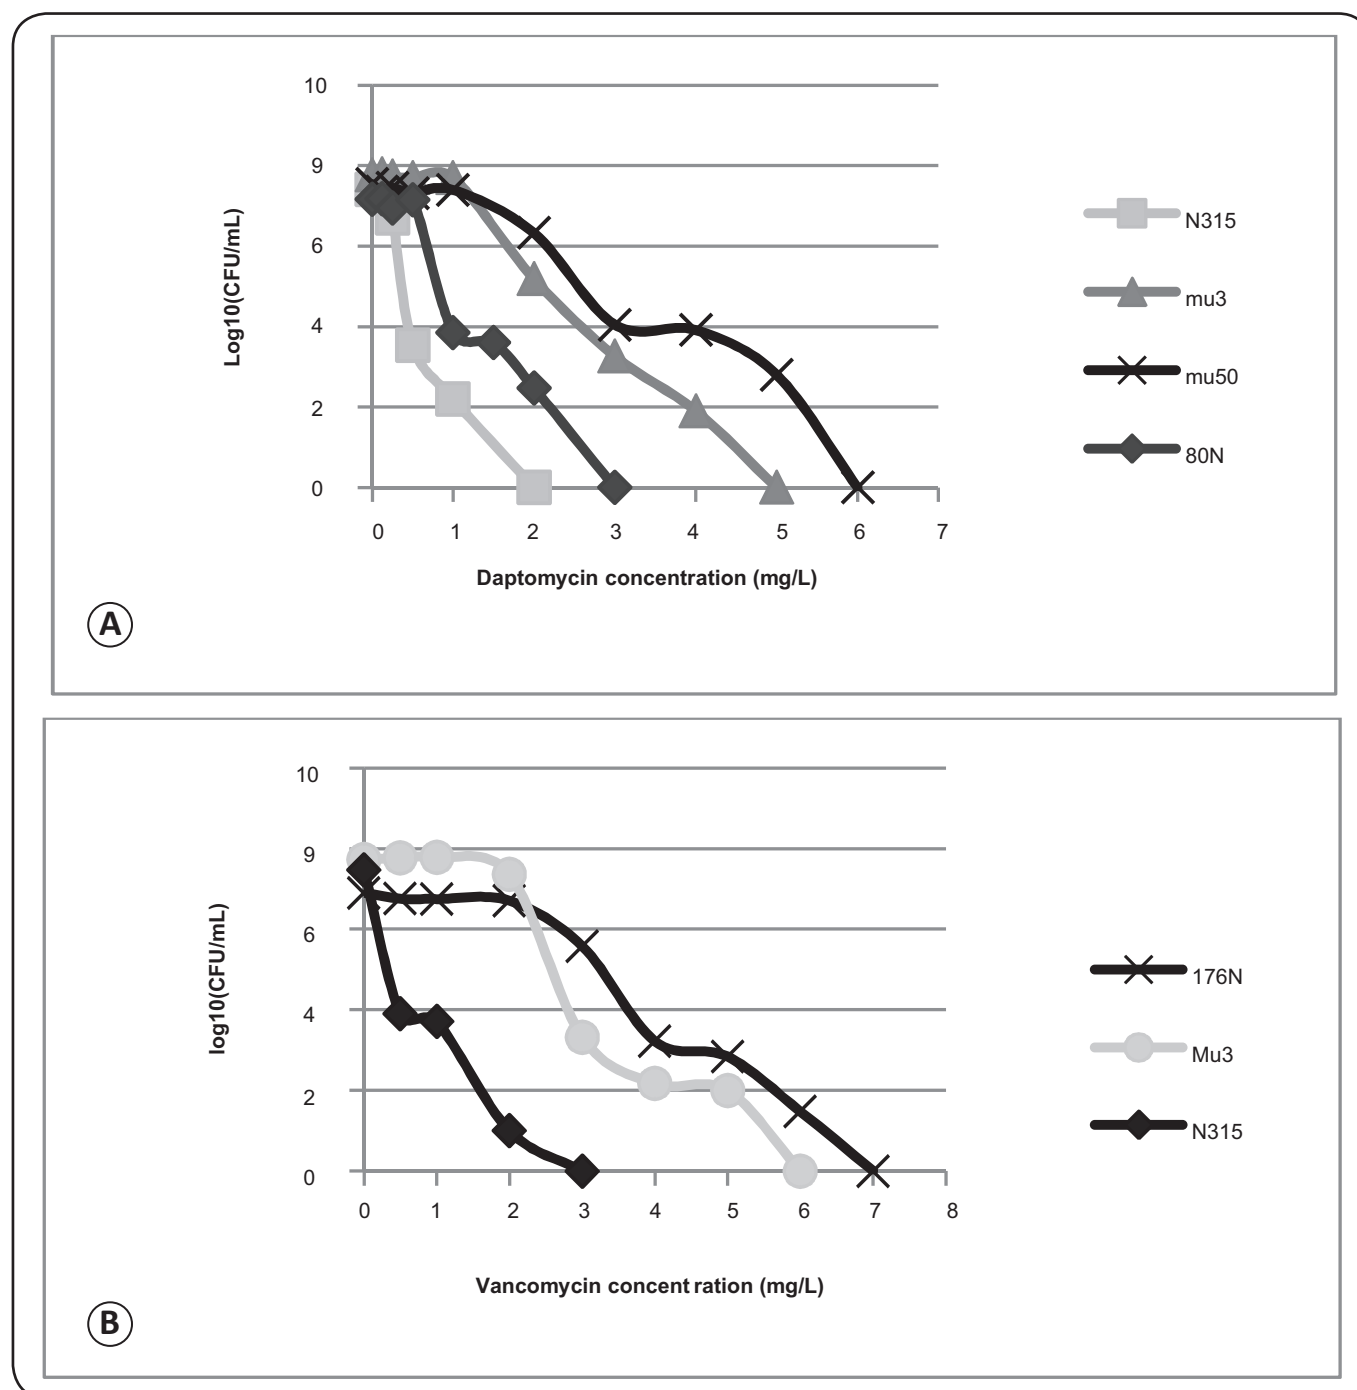 10
9
6
4
2
0
Log10(CFU/mL)
0 1 2 3 4 5 6 7
Daptomycin concentration (mg/L)
N315
mu3
mu50
80N
A
10
9
6
4
2
0
log10(CFU/mL)
0 1 2 3 4 5 6 7 8
Vancomycin concent ration (mg/L)
176N
Mu3
N315
B